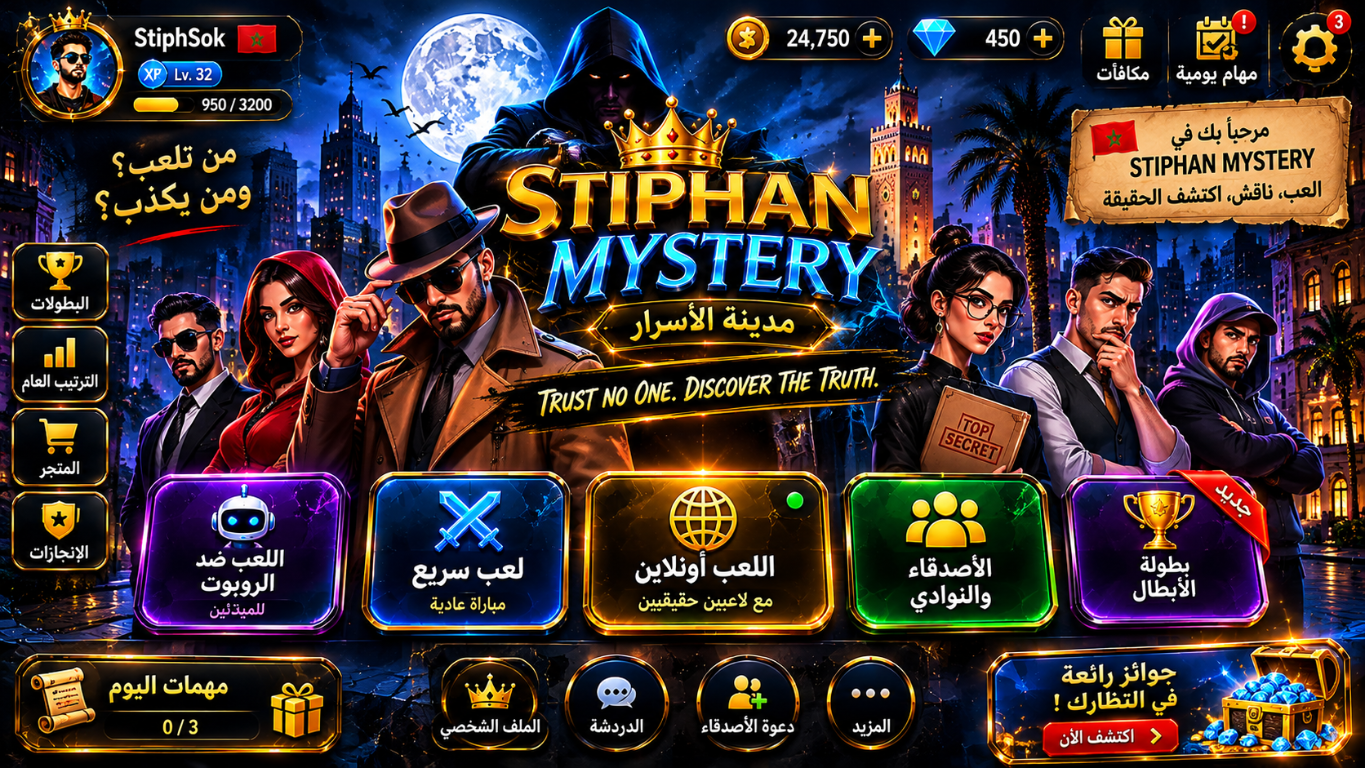 StiphSok
XP Lv. 32
950 / 3200
24,750 +
450 +
مكافآت
مهام يومية
!
3
من تلعب؟
ومن يكذب؟
مرحباً بك في
STIPHAN MYSTERY
العب، ناقش، اكتشف الحقيقة
STIPHAN
MYSTERY
مدينة الأسرار
TRUST NO ONE. DISCOVER THE TRUTH.
TOP
SECRET
البطولات
الترتيب العام
المتجر
الإنجازات
اللعب ضد
الروبوت
للمبتدئين
لعب سريع
مباراة عادية
اللعب أونلاين
مع لاعبين حقيقيين
الأصدقاء
والنوادي
جديد
بطولة
الأبطال
مهمات اليوم
0 / 3
الملف الشخصي
الدردشة
دعوة الأصدقاء
المزيد
جوائز رائعة
في التظارك !
اكتشف الأن